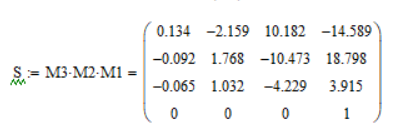 0.134 −2.159 10.182 −14.589
−0.092 1.768 −10.473 18.798
S := M3·M2·M1 =
−0.065 1.032 −4.229 3.915
0 0 0 1